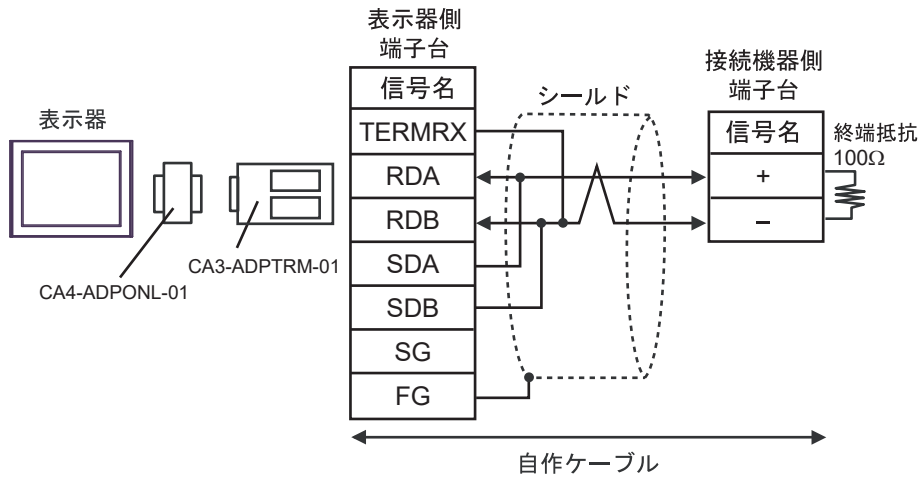 表示器
CA4-ADPONL-01
CA3-ADPTRM-01
表示器側
端子台
信号名
TERMRX
RDA
RDB
SDA
SDB
SG
FG
シールド
接続機器側
端子台
信号名
+
−
終端抵抗
100Ω
自作ケーブル